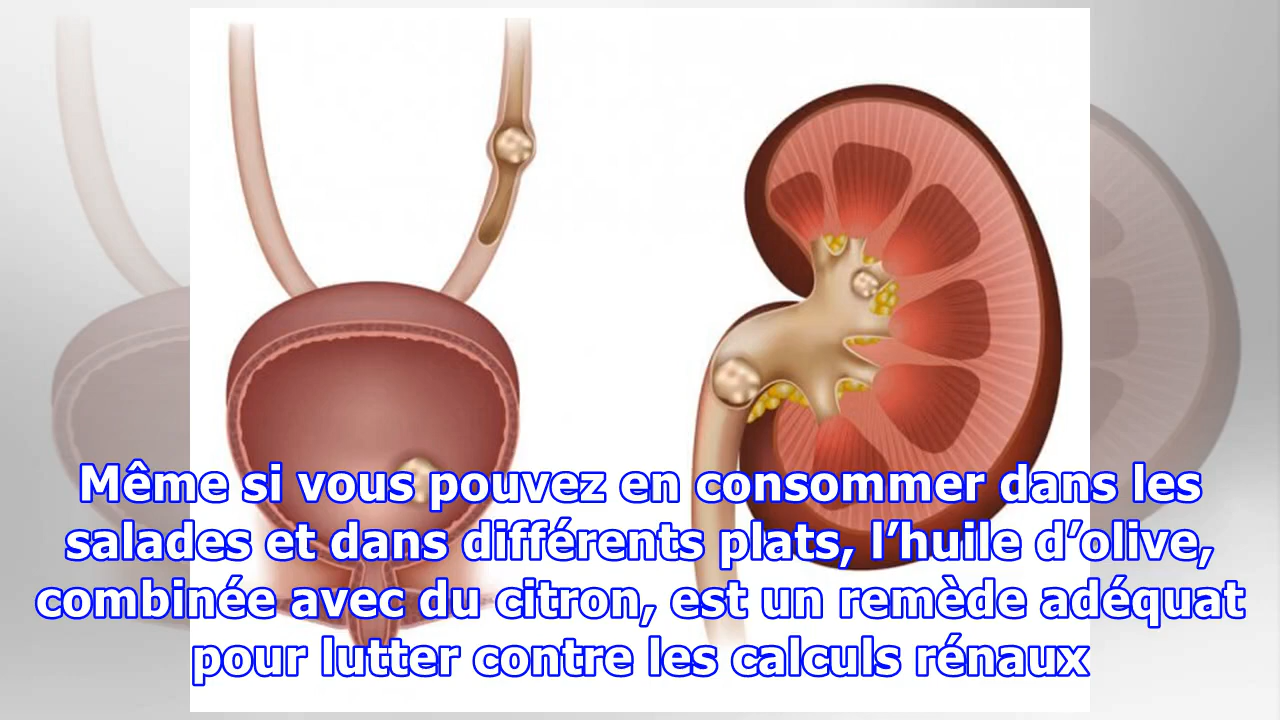 Même si vous pouvez en consommer dans les
salades et dans différents plats, l’huile d’olive,
combinée avec du citron, est un remède adéquat
pour lutter contre les calculs rénaux